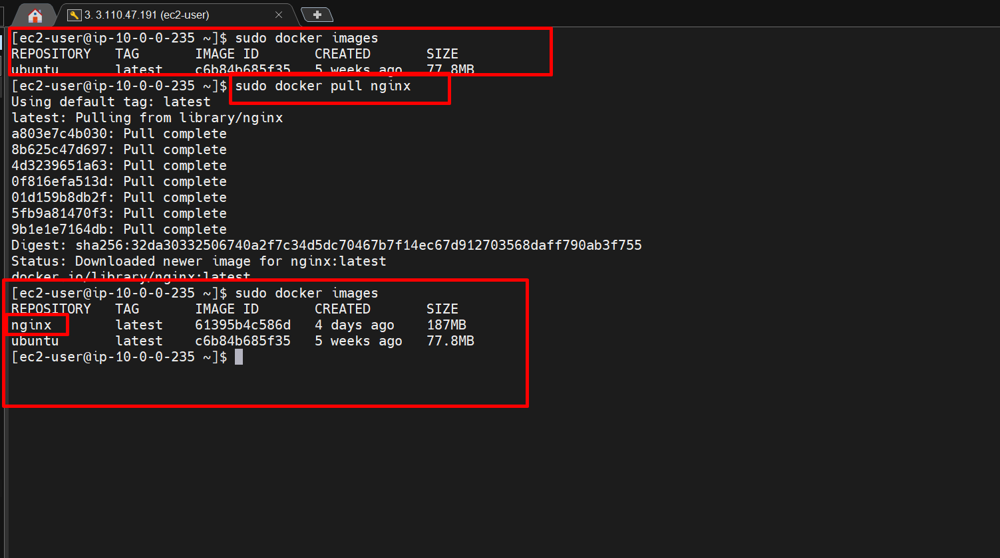 3. 3.110.47.191 (ec2-user)
[ec2-user@ip-10-0-0-235 ~]$ sudo docker images
REPOSITORY   TAG       IMAGE ID       CREATED       SIZE
ubuntu       latest    c6b84b685f35   5 weeks ago   77.8MB
[ec2-user@ip-10-0-0-235 ~]$ sudo docker pull nginx
Using default tag: latest
latest: Pulling from library/nginx
a803e7c4b030: Pull complete
8b625c47d697: Pull complete
4d3239651a63: Pull complete
0f816efa513d: Pull complete
01d159b8db2f: Pull complete
5fb9a81470f3: Pull complete
9b1e1e7164db: Pull complete
Digest: sha256:32da30332506740a2f7c34d5dc70467b7f14ec67d912703568daff790ab3f755
Status: Downloaded newer image for nginx:latest
docker.io/library/nginx:latest
[ec2-user@ip-10-0-0-235 ~]$ sudo docker images
REPOSITORY   TAG       IMAGE ID       CREATED       SIZE
nginx        latest    61395b4c586d   4 days ago    187MB
ubuntu       latest    c6b84b685f35   5 weeks ago   77.8MB
[ec2-user@ip-10-0-0-235 ~]$